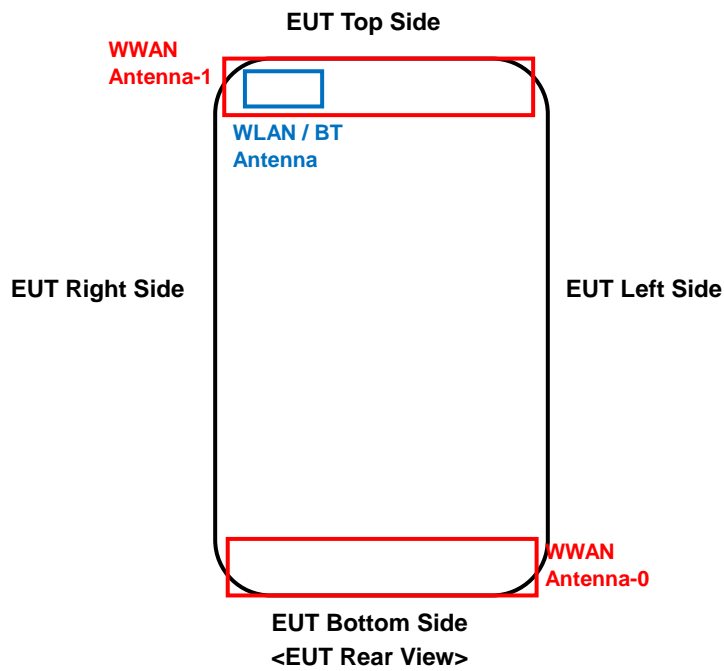 EUT Top Side
WWAN
Antenna-1
WLAN / BT
Antenna
EUT Right Side
EUT Left Side
WWAN
Antenna-0
EUT Bottom Side
<EUT Rear View>